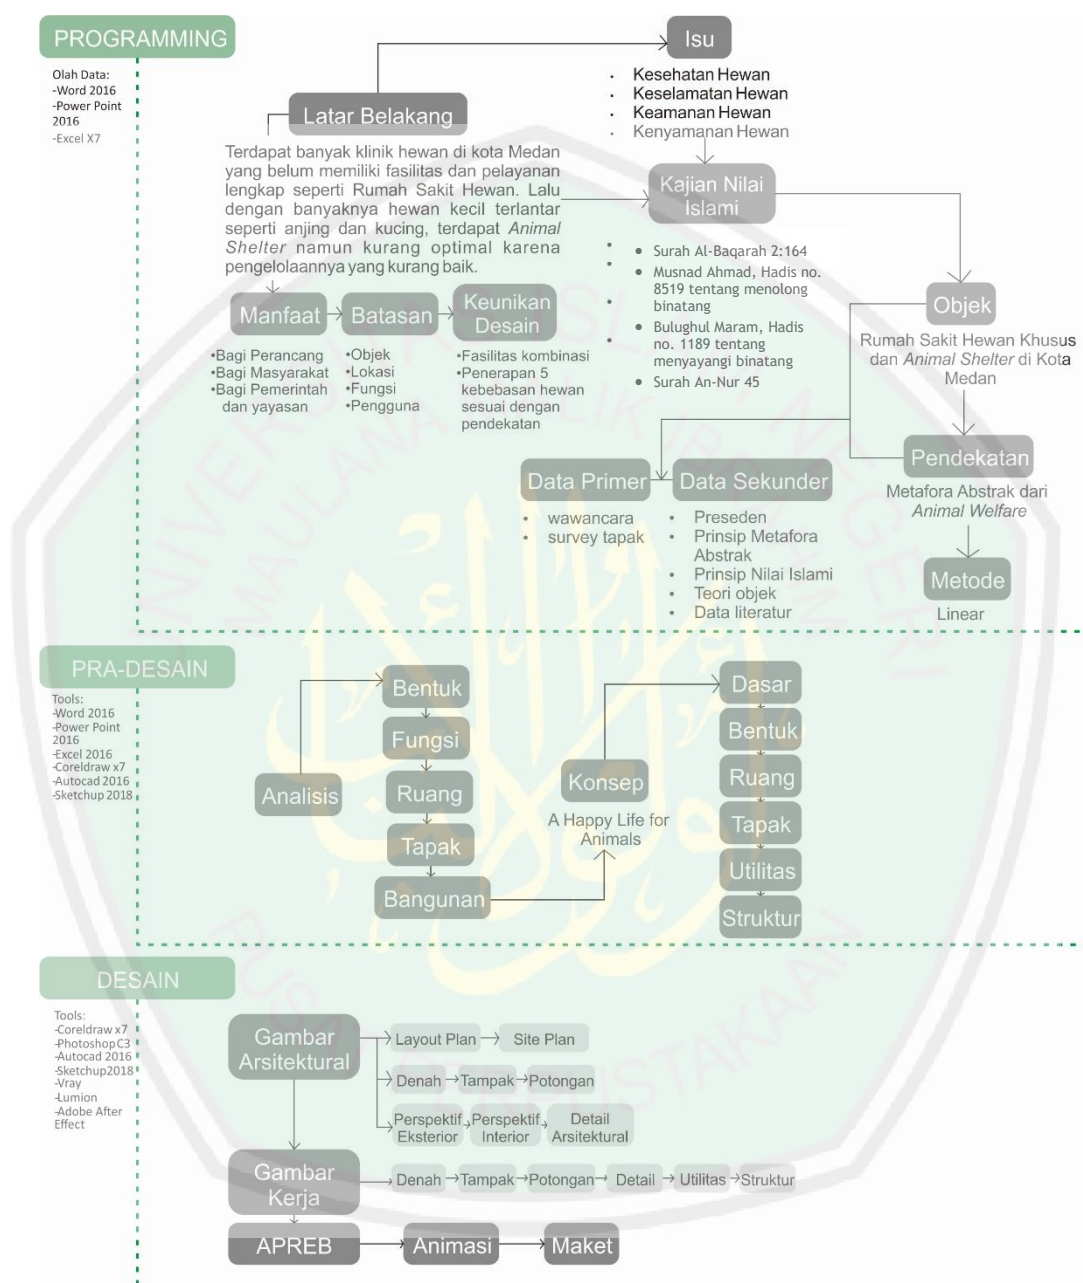 PROGRAMMING
Olah Data:
-Word 2016
-Power Point
2016
-Excel X7
Isu
• Kesehatan Hewan
• Keselamatan Hewan
• Keamanan Hewan
• Kenyamanan Hewan
Latar Belakang
Terdapat banyak klinik hewan di kota Medan
yang belum memiliki fasilitas dan pelayanan
lengkap seperti Rumah Sakit Hewan. Lalu
dengan banyaknya hewan kecil terlantar
seperti anjing dan kucing, terdapat Animal
Shelter namun kurang optimal karena
pengelolaannya yang kurang baik.
Kajian Nilai
Islami
• Surah Al-Baqarah 2:164
• Musnad Ahmad, Hadis no.
8519 tentang menolong
binatang
• Bulughul Maram, Hadis
no. 1189 tentang
menyayangi binatang
• Surah An-Nur 45
Manfaat
•Bagi Perancang
•Bagi Masyarakat
•Bagi Pemerintah
dan yayasan
Batasan
•Objek
•Lokasi
•Fungsi
•Pengguna
Keunikan
Desain
•Fasilitas kombinasi
•Penerapan 5
kebebasan hewan
sesuai dengan
pendekatan
Objek
Rumah Sakit Hewan Khusus
dan Animal Shelter di Kota
Medan
Pendekatan
Metafora Abstrak dari
Animal Welfare
Metode
Linear
Data Primer
• wawancara
• survey tapak
Data Sekunder
• Preseden
• Prinsip Metafora
Abstrak
• Prinsip Nilai Islami
• Teori objek
• Data literatur
PRA-DESAIN
Tools:
-Word 2016
-Power Point
2016
-Excel 2016
-Coreldraw x7
-Autocad 2016
-Sketchup 2018
Analisis
Bentuk
Fungsi
Ruang
Tapak
Bangunan
Konsep
A Happy Life for
Animals
Dasar
Bentuk
Ruang
Tapak
Utilitas
Struktur
DESAIN
Tools:
-Coreldraw x7
-Photoshop C3
-Autocad 2016
-Sketchup2018
-Vray
-Lumion
-Adobe After
Effect
Gambar
Arsitektural
Layout Plan
Site Plan
Denah
Tampak
Potongan
Perspektif
Eksterior
Perspektif
Interior
Detail
Arsitektural
Gambar
Kerja
Denah
Tampak
Potongan
Detail
Utilitas
Struktur
APREB
Animasi
Maket
UNIVERSITAS ISLAM NEGERI
MAULANA MALIK IBRAHIM
PUSAT PERPUSTAKAAN